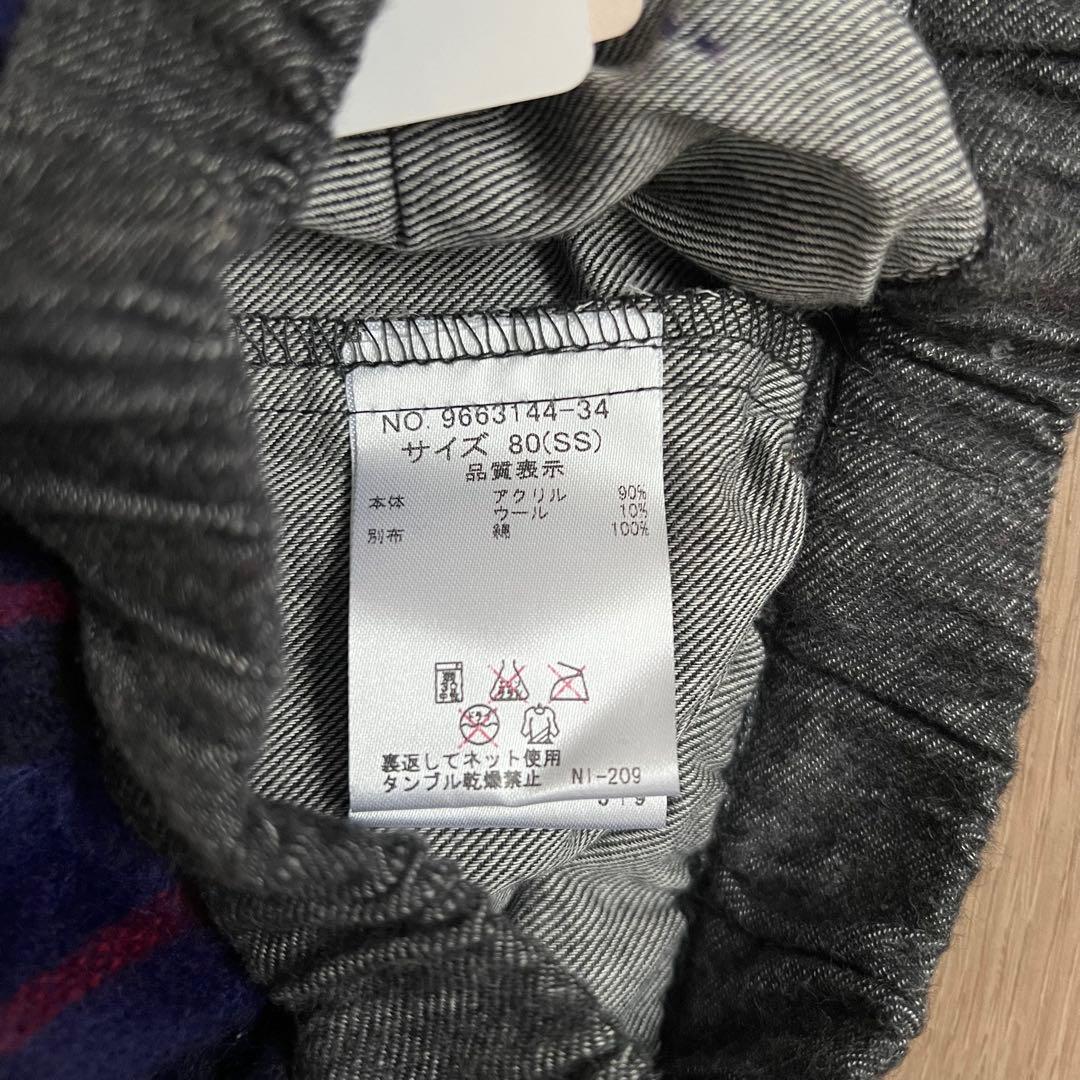 NO. 9663144-34
サイズ 80(SS)
品質表示
本体 アクリル 90%
ウール 10%
別布 綿 100%
裏返してネット使用
タンブル乾燥禁止 NI-209